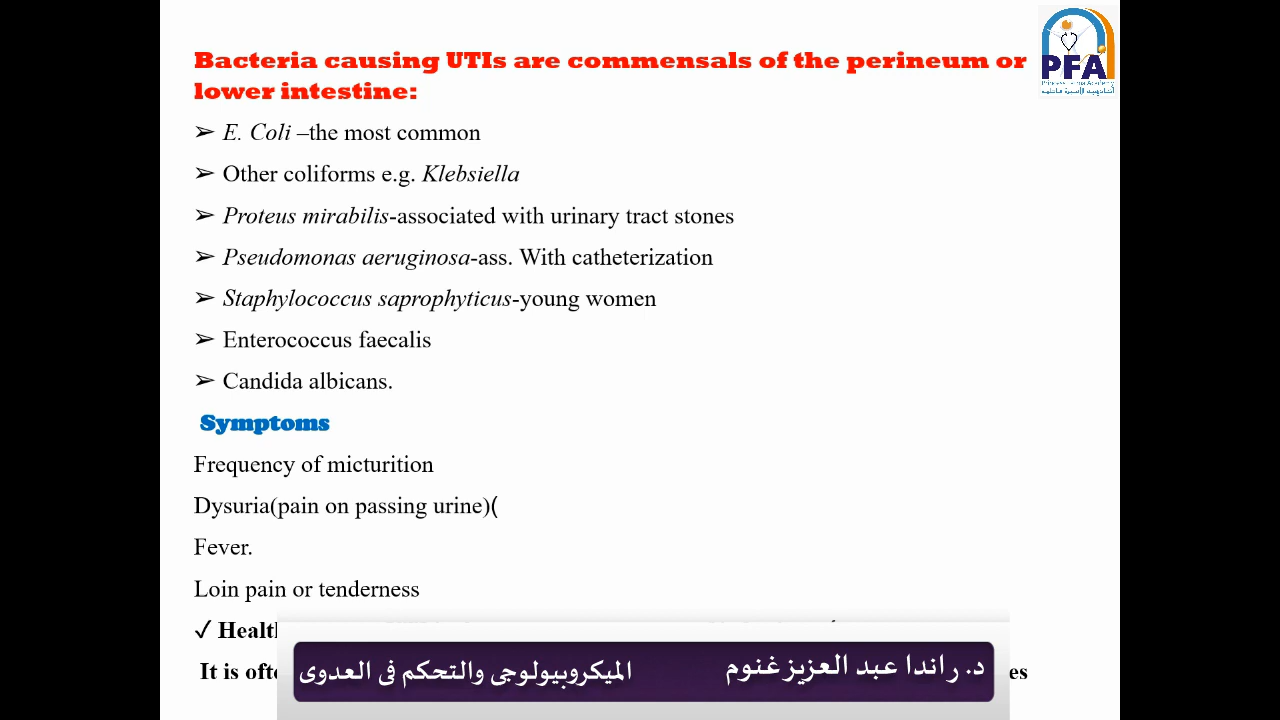 Bacteria causing UTIs are commensals of the perineum or
lower intestine:
PFA
➢ E. Coli –the most common
➢ Other coliforms e.g. Klebsiella
➢ Proteus mirabilis-associated with urinary tract stones
➢ Pseudomonas aeruginosa-ass. With catheterization
➢ Staphylococcus saprophyticus-young women
➢ Enterococcus faecalis
➢ Candida albicans.
Symptoms
Frequency of micturition
Dysuria(pain on passing urine)(
Fever.
Loin pain or tenderness
✓
It is
د. راندا عبد العزيز غنوم
الميكروبيولوجى والتحكم فى العدوى